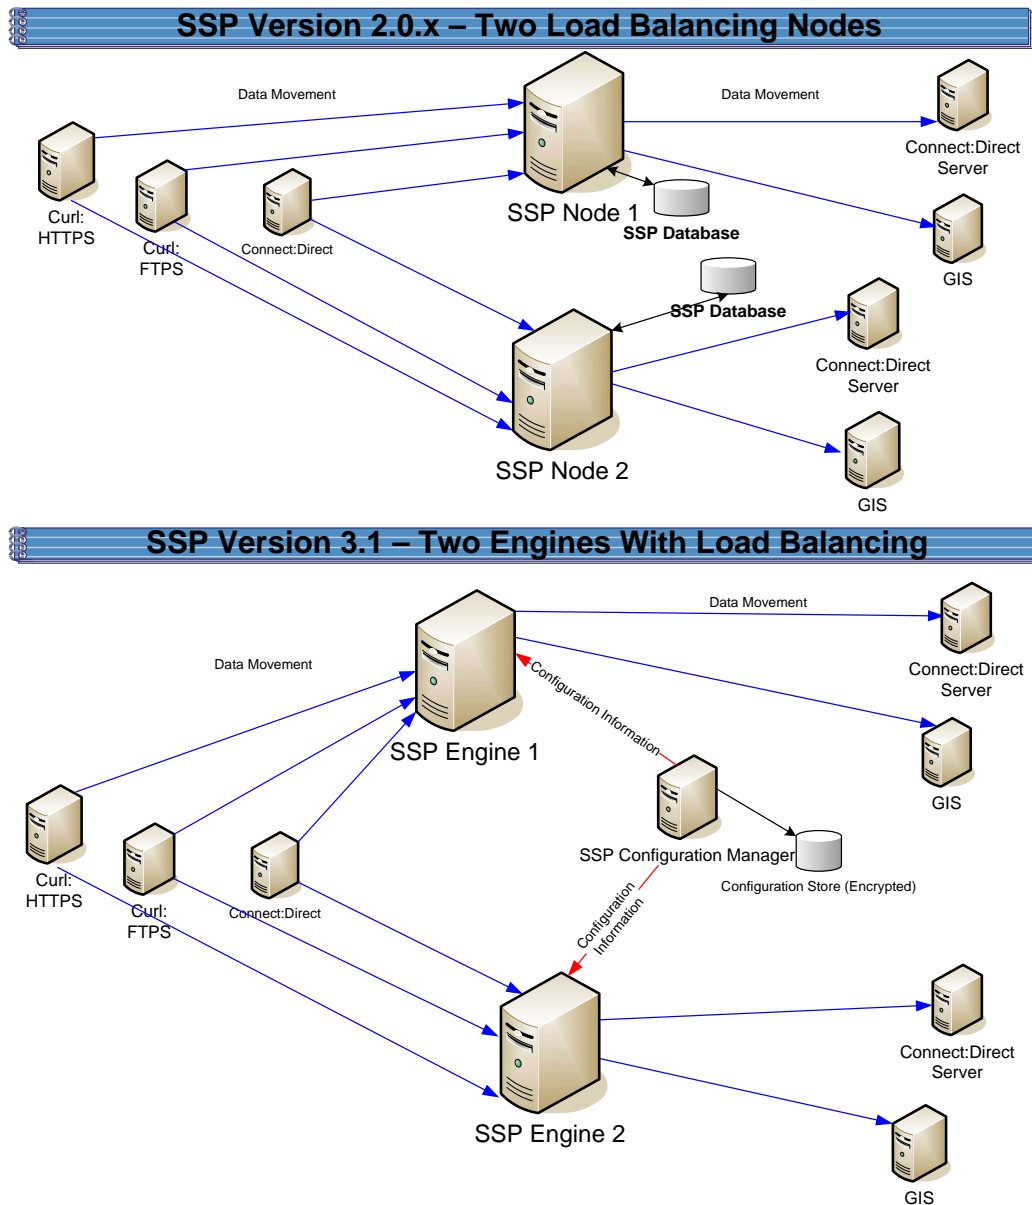 SSP Version 2.0.x – Two Load Balancing Nodes
Data Movement
Data Movement
Connect:Direct
Server
Curl:
HTTPS
Curl:
FTPS
Connect:Direct
SSP Node 1
SSP Database
GIS
SSP Database
Connect:Direct
Server
SSP Node 2
GIS
SSP Version 3.1 – Two Engines With Load Balancing
Data Movement
Data Movement
Connect:Direct
Server
Configuration Information
SSP Engine 1
GIS
SSP Configuration Manager
Configuration Store (Encrypted)
Curl:
HTTPS
Curl:
FTPS
Connect:Direct
Configuration
Information
Connect:Direct
Server
SSP Engine 2
GIS